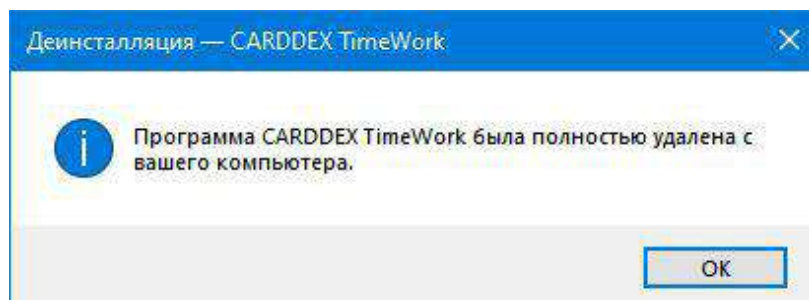 Деинсталляция — CARDDEX TimeWork
Программа CARDDEX TimeWork была полностью удалена с
вашего компьютера.
OK